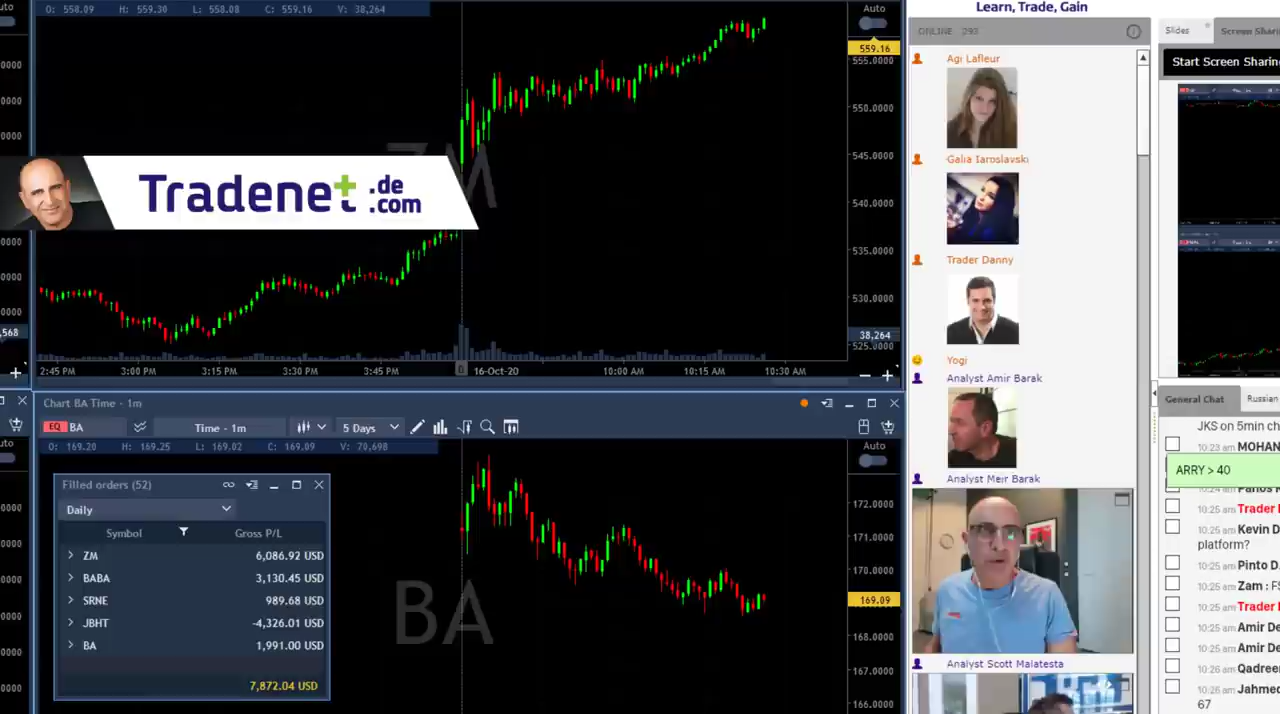 O: 558.09 H: 559.30 L: 558.08 C: 559.16 V: 38,264
Auto
559.16
555.0000
550.0000
545.0000
540.0000
535.0000
530.0000
38,264
525.0000
ZM
Tradenet .de .com
2:45 PM 3:00 PM 3:15 PM 3:30 PM 3:45 PM 16-Oct-20 10:00 AM 10:15 AM 10:30 AM
Chart BA Time - 1m
EQ BA Time - 1m 5 Days
O: 169.20 H: 169.25 L: 169.02 C: 169.09 V: 70,698
Auto
172.0000
171.0000
170.0000
169.09
168.0000
167.0000
166.0000
BA
Filled orders (52)
Daily
Symbol Gross P/L
ZM 6,086.92 USD
BABA 3,130.45 USD
SRNE 989.68 USD
JBHT -4,326.01 USD
BA 1,991.00 USD
7,872.04 USD
Learn, Trade, Gain
ONLINE 293
Agi Lafleur
Galia Iaroslavski
Trader Danny
Yogi
Analyst Amir Barak
Analyst Meir Barak
Analyst Scott Malatesta
Slides Screen Sharing
Start Screen Sharin
General Chat Russian
JKS on 5min ch
10:23 am MOHAN
ARRY > 40
10:25 am Trader
10:25 am Kevin D
platform?
10:25 am Pinto D.
10:25 am Zam : FS
10:25 am Trader
10:25 am Amir De
10:25 am Amir De
10:26 am Qadree
10:26 am Jahme
67